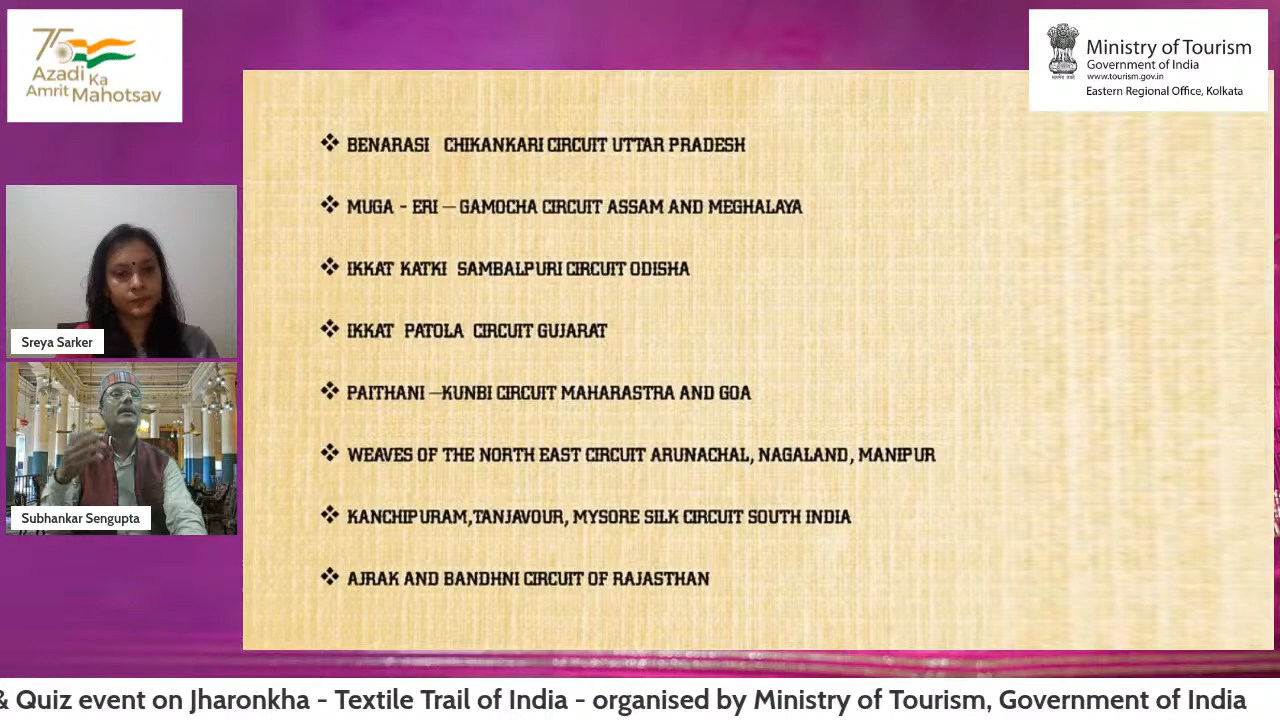 75
Azadi Ka
Amrit Mahotsav
Ministry of Tourism
Government of India
www.tourism.gov.in
Eastern Regional Office, Kolkata
❖ BENARASI CHIKANKARI CIRCUIT UTTAR PRADESH
❖ MUGA - ERI – GAMOCHA CIRCUIT ASSAM AND MEGHALAYA
❖ IKKAT KATKI SAMBALPURI CIRCUIT ODISHA
❖ IKKAT PATOLA CIRCUIT GUJARAT
❖ PAITHANI –KUNBI CIRCUIT MAHARASTRA AND GOA
❖ WEAVES OF THE NORTH EAST CIRCUIT ARUNACHAL, NAGALAND, MANIPUR
❖ KANCHIPURAM,TANJAVOUR, MYSORE SILK CIRCUIT SOUTH INDIA
❖ AJRAK AND BANDHNI CIRCUIT OF RAJASTHAN
Sreya Sarker
Subhankar Sengupta
& Quiz event on Jharonkha - Textile Trail of India - organised by Ministry of Tourism, Government of India